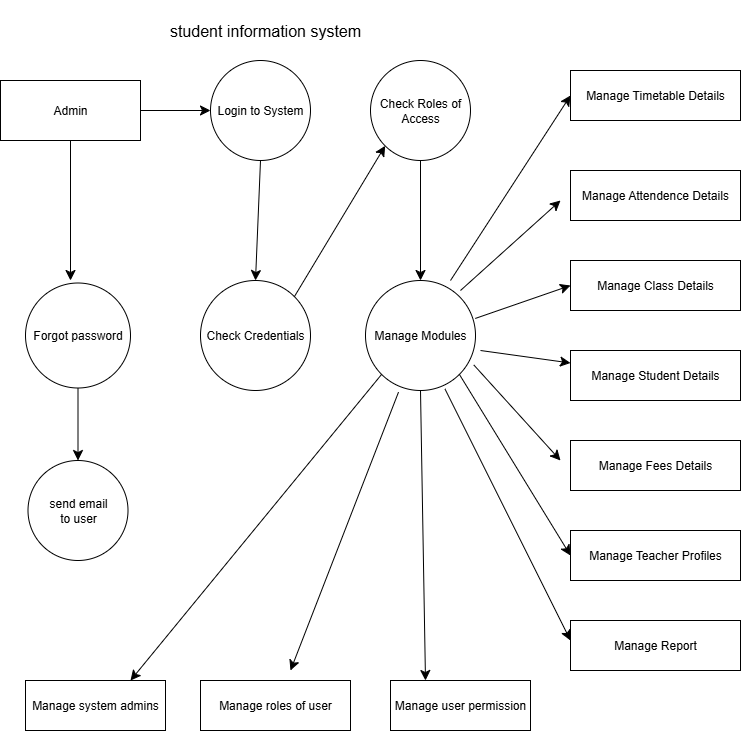 student information system
Admin
Login to System
Check Roles of
Access
Manage Timetable Details
Manage Attendence Details
Manage Class Details
Forgot password
Check Credentials
Manage Modules
Manage Student Details
Manage Fees Details
send email
to user
Manage Teacher Profiles
Manage Report
Manage system admins
Manage roles of user
Manage user permission